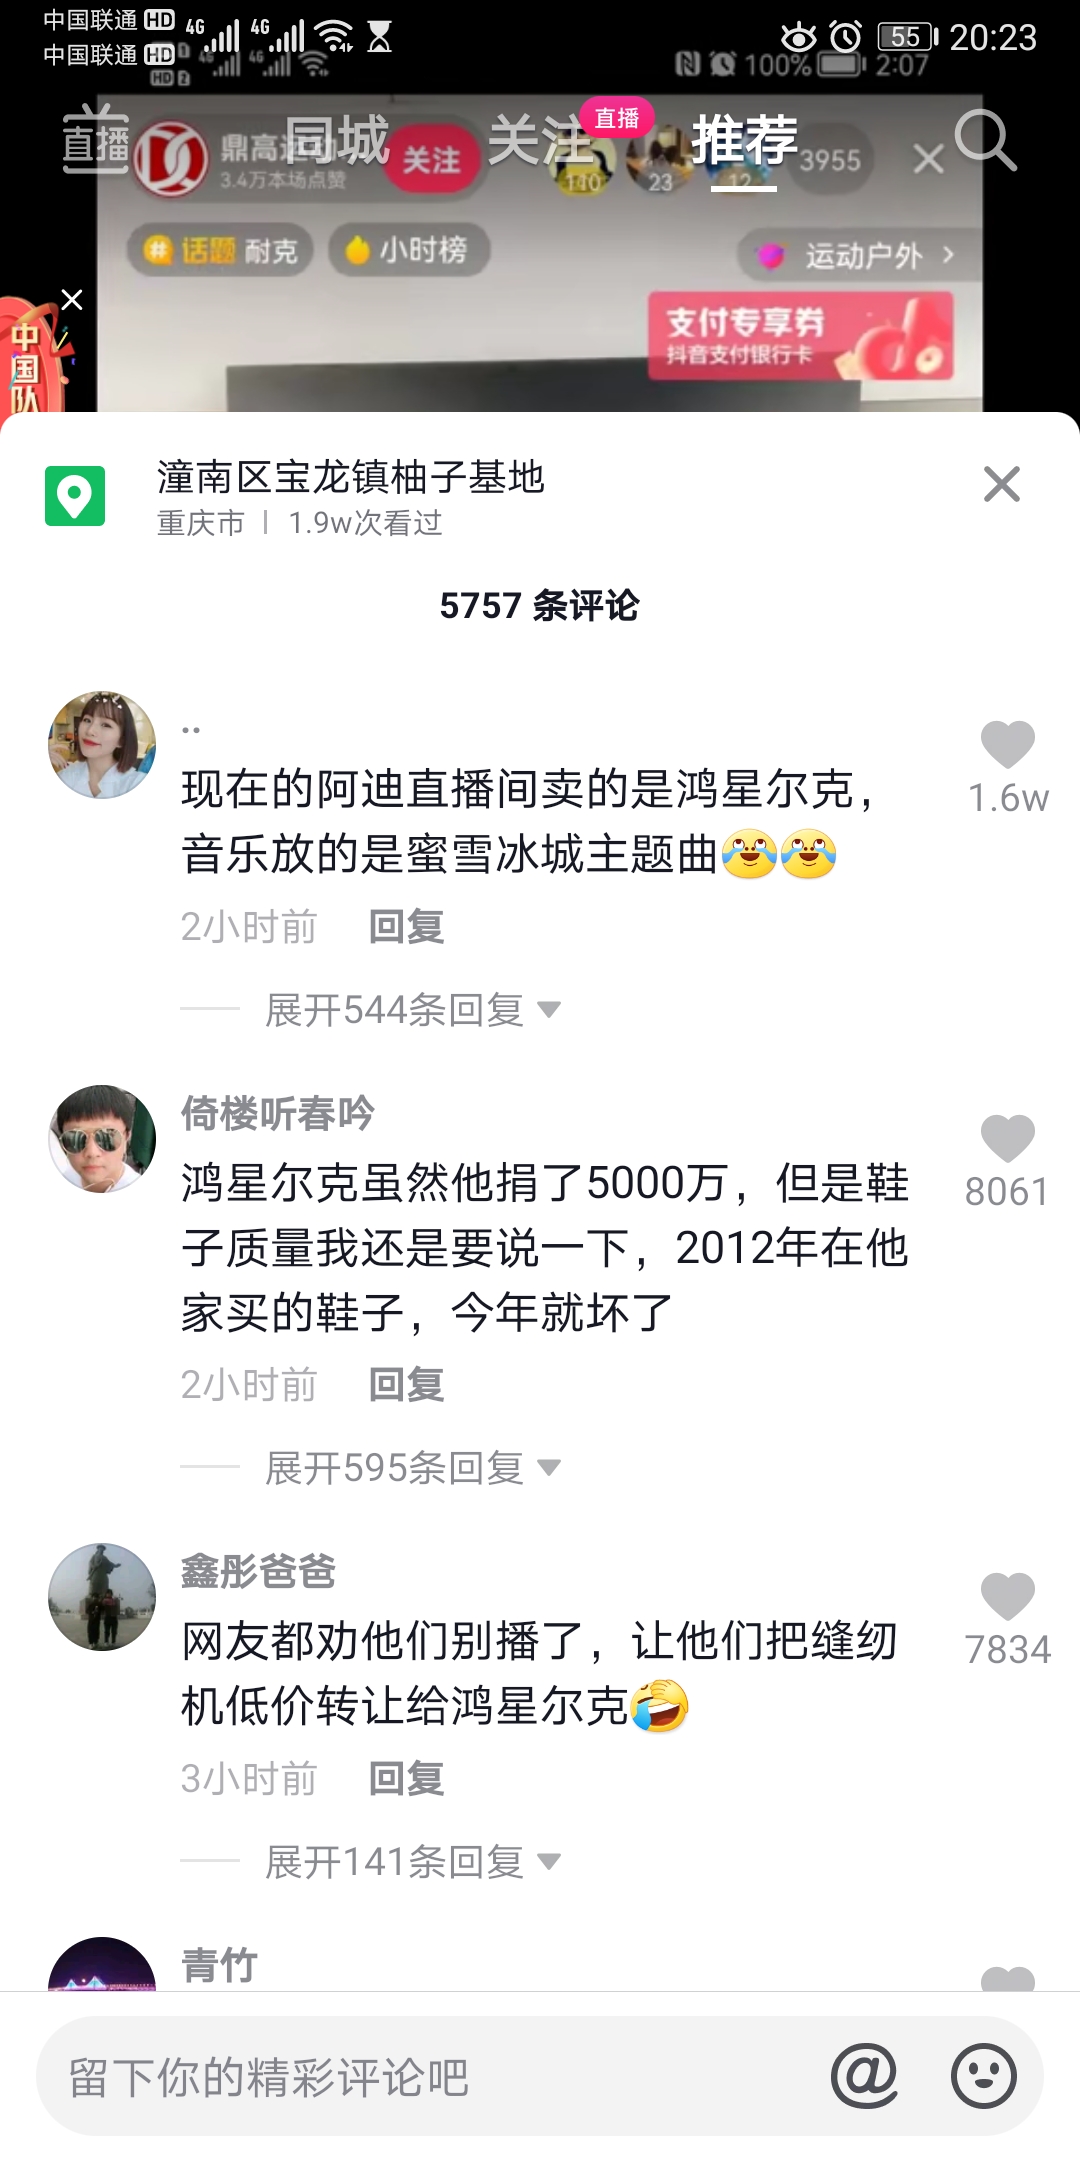 中国联通 HD 4G 4G 55 20:23
中国联通 HD
HD 2 4G 4G 100% 2:07
直播 同城 关注 直播 推荐
鼎高运动 关注 3955
3.4万本场点赞 110 23 12
# 话题 耐克 小时榜 运动户外 >
支付专享券
抖音支付银行卡
中国队
潼南区宝龙镇柚子基地
重庆市 | 1.9w次看过
5757 条评论
..
现在的阿迪直播间卖的是鸿星尔克，
音乐放的是蜜雪冰城主题曲😂😂
1.6w
2小时前 回复
展开544条回复
倚楼听春吟
鸿星尔克虽然他捐了5000万，但是鞋
子质量我还是要说一下，2012年在他
家买的鞋子，今年就坏了
8061
2小时前 回复
展开595条回复
鑫彤爸爸
网友都劝他们别播了，让他们把缝纫
机低价转让给鸿星尔克🤣
7834
3小时前 回复
展开141条回复
青竹
留下你的精彩评论吧 @